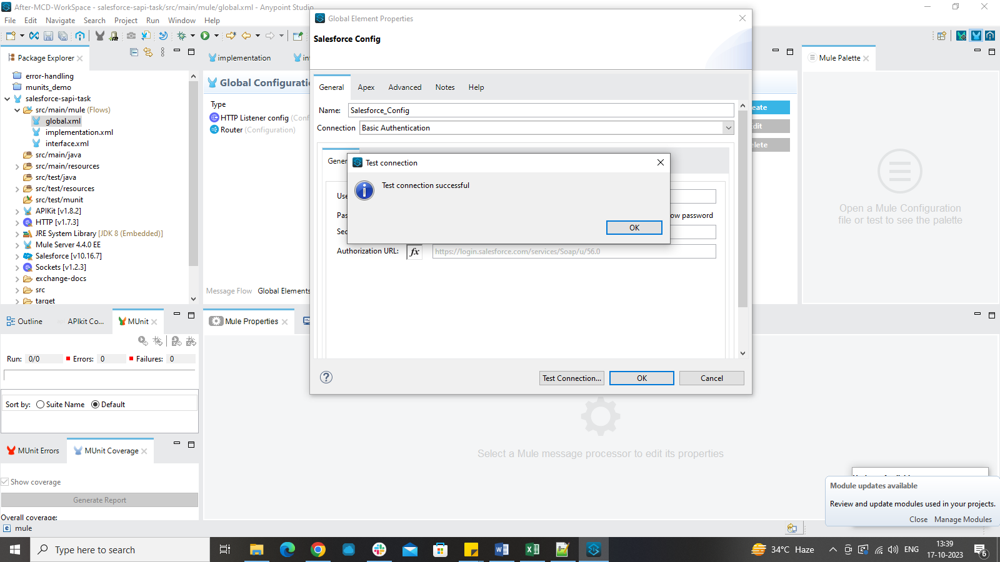 After-MCD-WorkSpace - salesforce-sapi-task/src/main/mule/global.xml - Anypoint Studio
File Edit Navigate Search Project Run Window Help
Package Explorer
error-handling
munits_demo
salesforce-sapi-task
src/main/mule (Flows)
global.xml
implementation.xml
interface.xml
src/main/java
src/main/resources
src/test/java
src/test/resources
src/test/munit
APIKit [v1.8.2]
HTTP [v1.7.3]
JRE System Library [JDK 8 (Embedded)]
Mule Server 4.4.0 EE
Salesforce [v10.16.7]
Sockets [v1.2.3]
exchange-docs
src
target
implementation
Global Configuratio
Type
HTTP Listener config (Conf
Router (Configuration)
Message Flow Global Elements
Global Element Properties
Salesforce Config
General Apex Advanced Notes Help
Name: Salesforce_Config
Connection Basic Authentication
Gener
Use
Pas
ow password
Sec
Authorization URL: fx https://login.salesforce.com/services/Soap/u/56.0
Test connection
Test connection successful
OK
Test Connection... OK Cancel
eate
dit
elete
Mule Palette
Open a Mule Configuration
file or test to see the palette
Outline APIkit Co... MUnit
Run: 0/0 Errors: 0 Failures: 0
Sort by: Suite Name Default
MUnit Errors MUnit Coverage
Show coverage
Generate Report
Overall coverage:
mule
Mule Properties
Select a Mule message processor to edit its properties
Module updates available
Review and update modules used in your projects.
Close Manage Modules
Type here to search
34°C Haze
ENG
13:39
17-10-2023
6